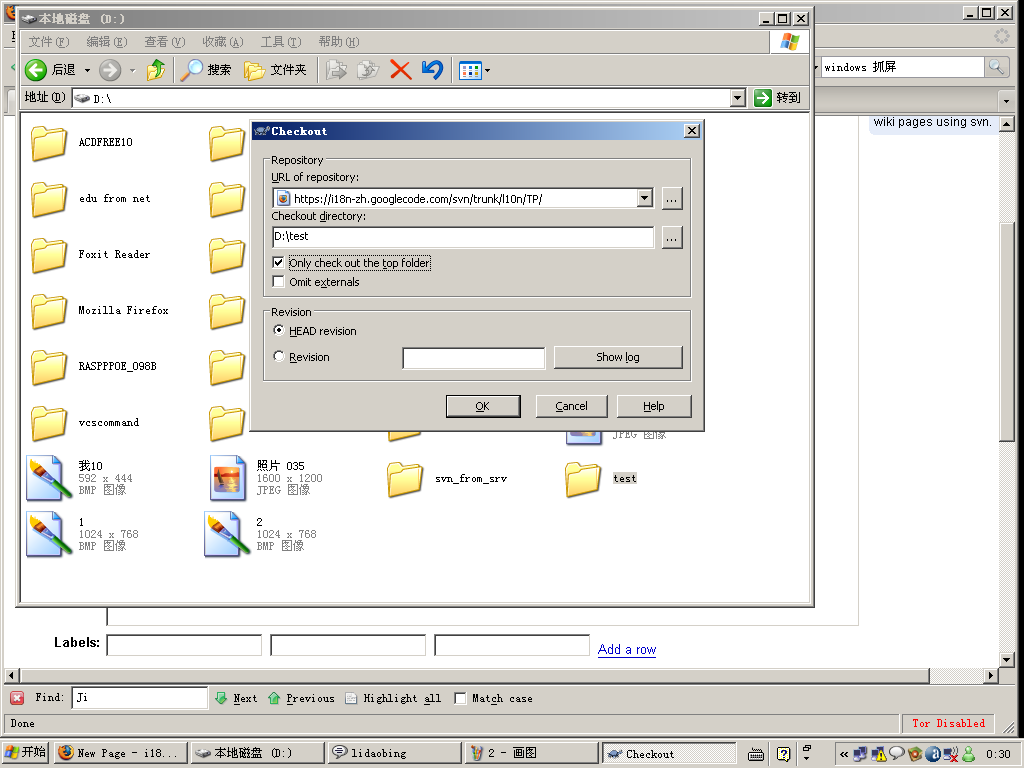 本地磁盘 (D:)
文件(F) 编辑(E) 查看(V) 收藏(A) 工具(T) 帮助(H)
后退 搜索 文件夹
windows 抓屏
地址(D) D:\ 转到
wiki pages using svn.
ACDFREE10
edu from net
Foxit Reader
Mozilla Firefox
RASPPPOE_098B
vcscommand
Checkout
Repository
URL of repository:
https://i18n-zh.googlecode.com/svn/trunk/l10n/TP/
...
Checkout directory:
D:\test
...
Only check out the top folder
Omit externals
Revision
HEAD revision
Revision
Show log
OK Cancel Help
JPEG 图像
我10
592 x 444
BMP 图像
照片 035
1600 x 1200
JPEG 图像
svn_from_srv
test
1
1024 x 768
BMP 图像
2
1024 x 768
BMP 图像
Labels:
Add a row
Find: Ji Next Previous Highlight all Match case
Done
Tor Disabled
开始 New Page - i18... 本地磁盘 (D:) lidaobing 2 - 画图 Checkout « 0:30